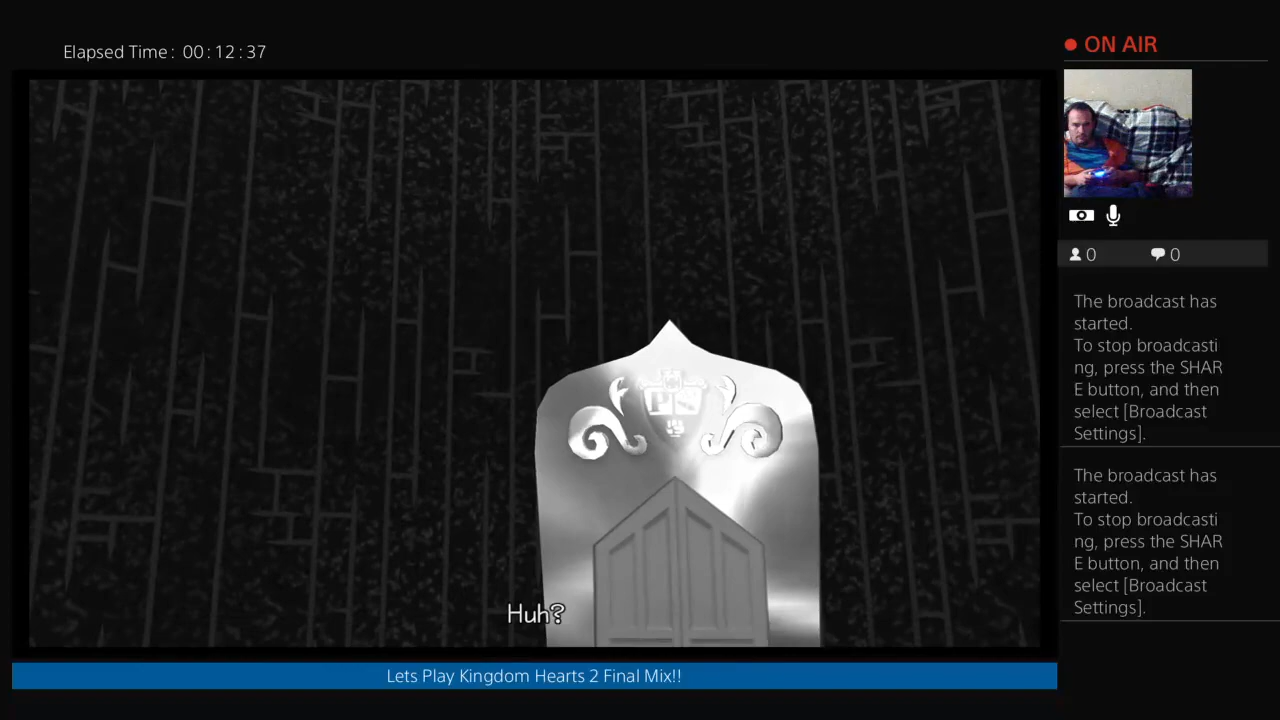 Elapsed Time: 00:12:37
ON AIR
0 0
The broadcast has
started.
To stop broadcasti
ng, press the SHAR
E button, and then
select [Broadcast
Settings].
The broadcast has
started.
To stop broadcasti
ng, press the SHAR
E button, and then
select [Broadcast
Settings].
Huh?
Lets Play Kingdom Hearts 2 Final Mix!!